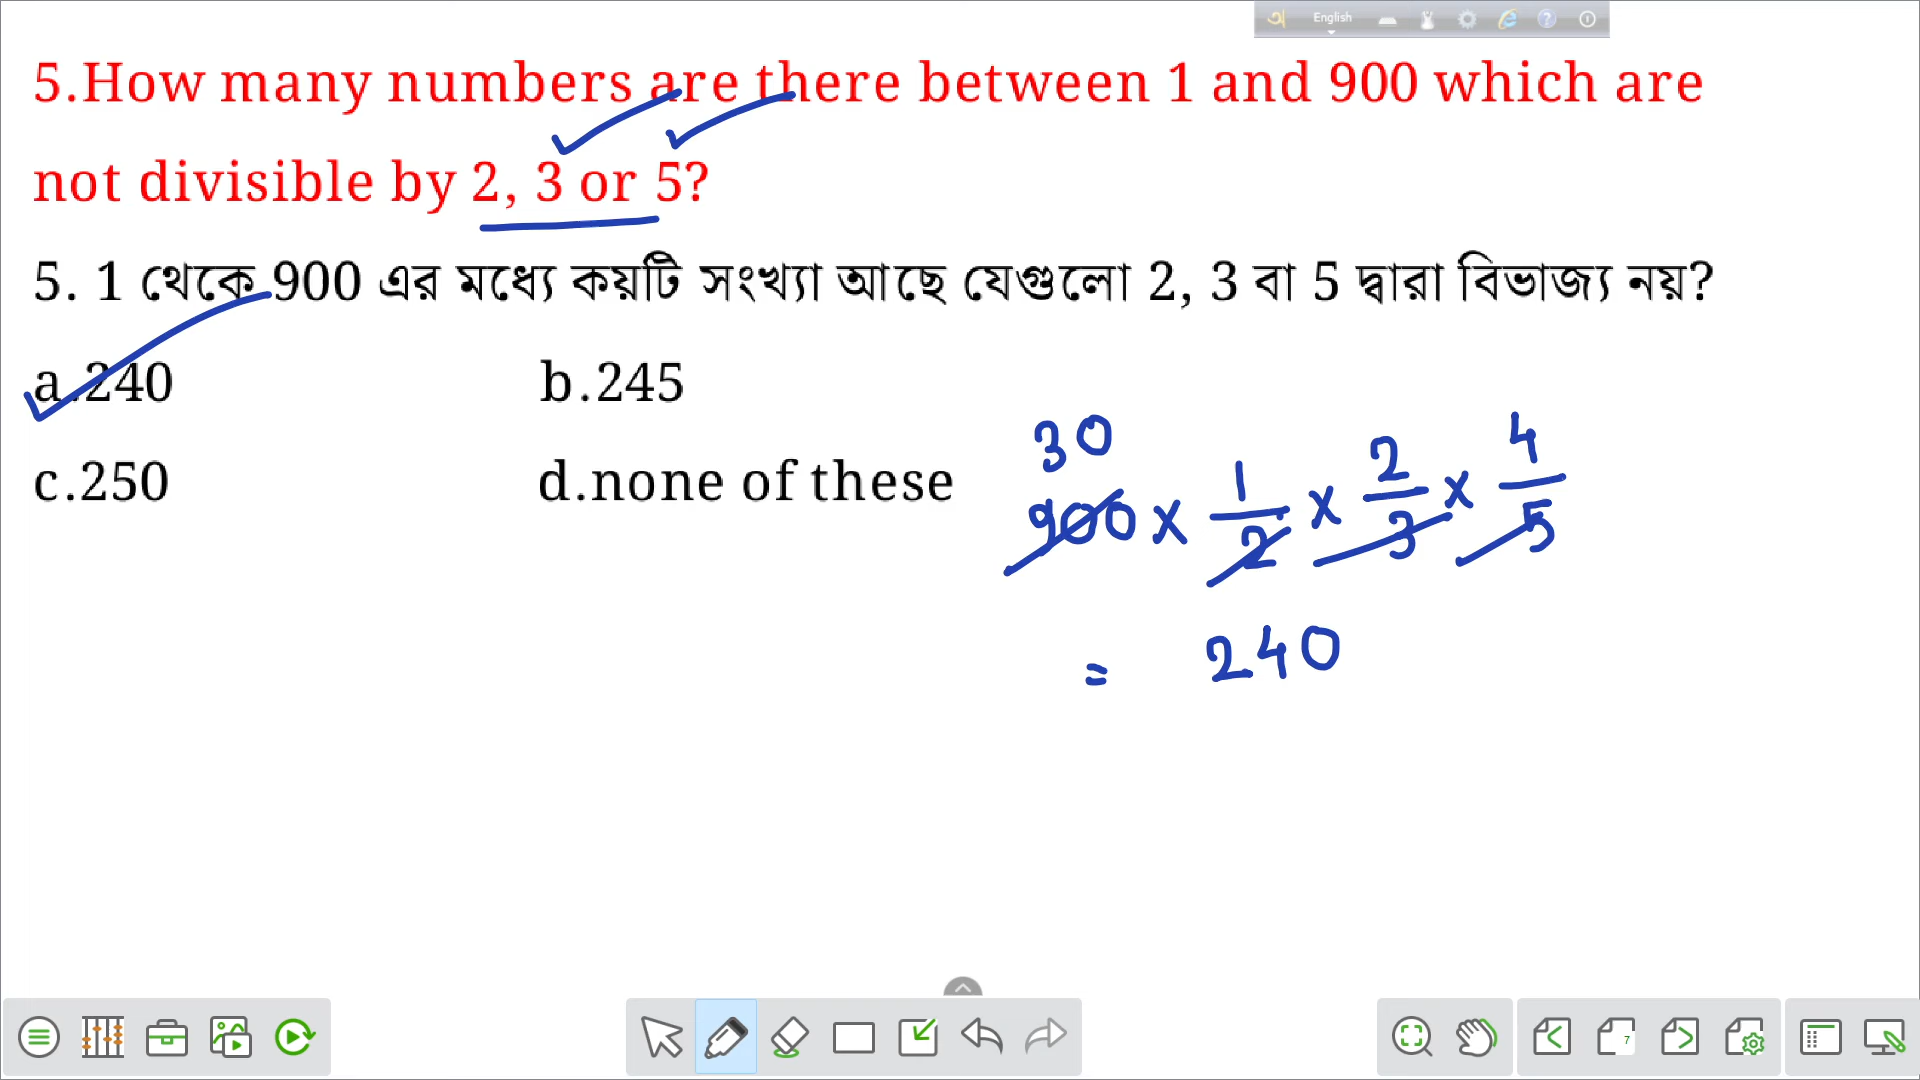 অ English
5.How many numbers are there between 1 and 900 which are
not divisible by 2, 3 or 5?
5. 1 থেকে 900 এর মধ্যে কয়টি সংখ্যা আছে যেগুলো 2, 3 বা 5 দ্বারা বিভাজ্য নয়?
a.240 b.245
c.250 d.none of these
30
900 x 1/2 x 2/3 x 4/5
= 240
7